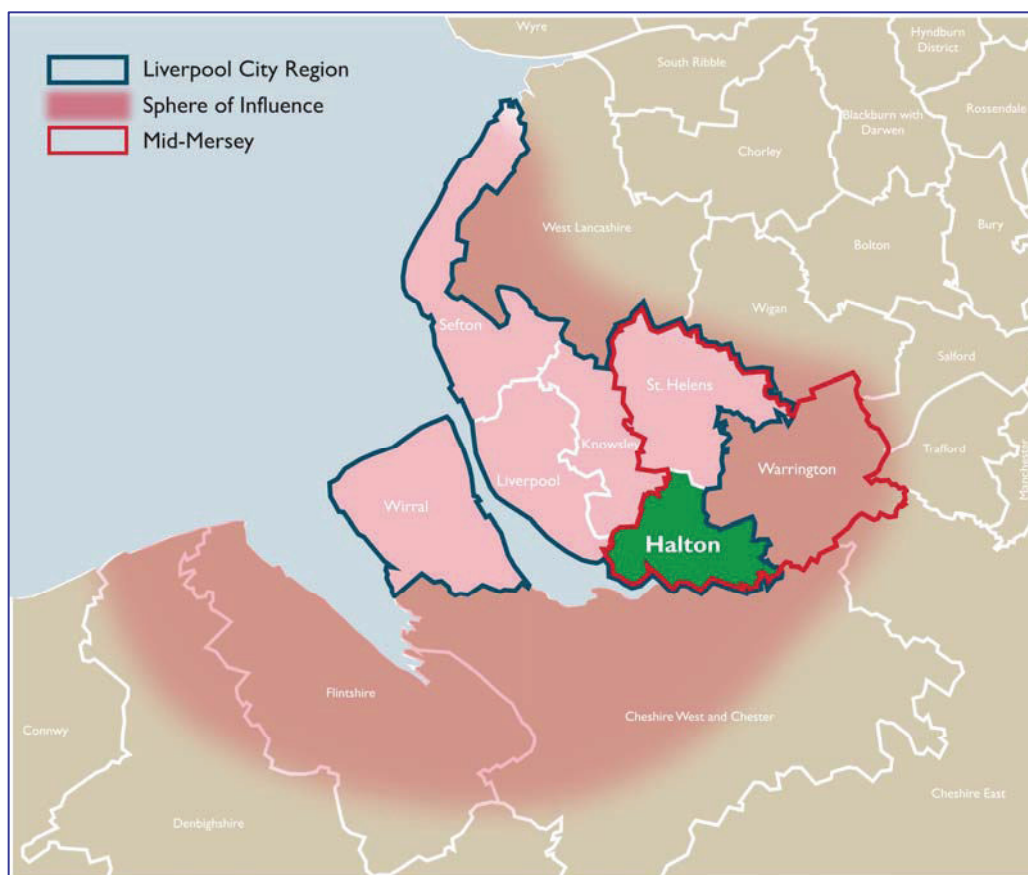 Wyre
Hyndburn
District
South Ribble
Liverpool City Region
Sphere of Influence
Mid-Mersey
Blackburn with
Darwen
Rossendale
Chorley
West Lancashire
Bolton
Bury
Wigan
Sefton
Salford
St. Helens
Knowsley
Trafford
Manchester
Liverpool
Warrington
Wirral
Halton
Flintshire
Cheshire West and Chester
Connwy
Cheshire East
Denbighshire